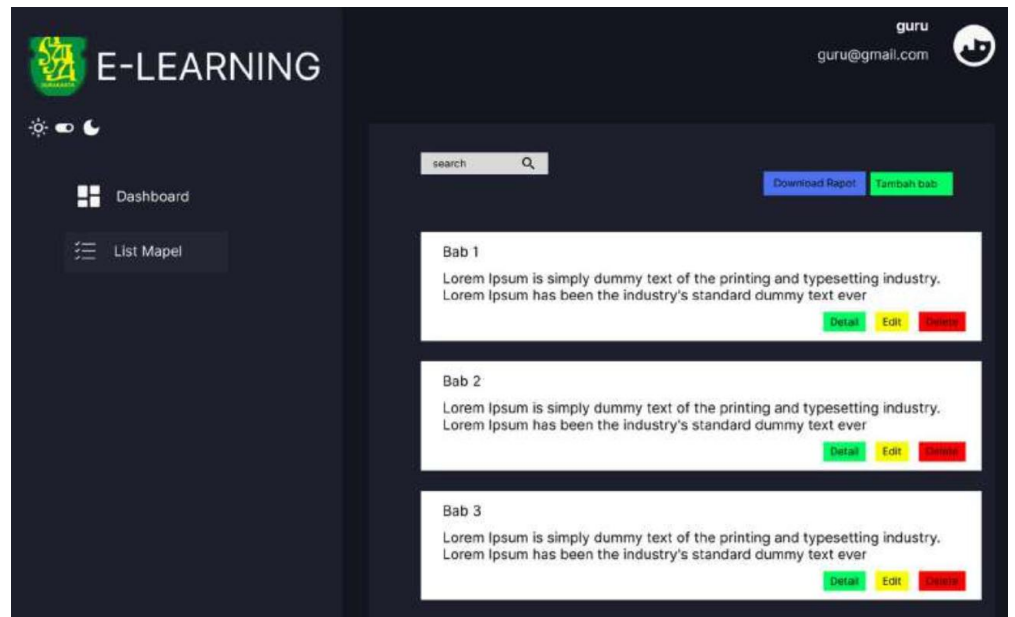 E-LEARNING
guru
guru@gmail.com
Dashboard
List Mapel
search
Download Rapot
Tambah bab
Bab 1
Lorem Ipsum is simply dummy text of the printing and typesetting industry.
Lorem Ipsum has been the industry's standard dummy text ever
Detail Edit Delete
Bab 2
Lorem Ipsum is simply dummy text of the printing and typesetting industry.
Lorem Ipsum has been the industry's standard dummy text ever
Detail Edit Delete
Bab 3
Lorem Ipsum is simply dummy text of the printing and typesetting industry.
Lorem Ipsum has been the industry's standard dummy text ever
Detail Edit Delete